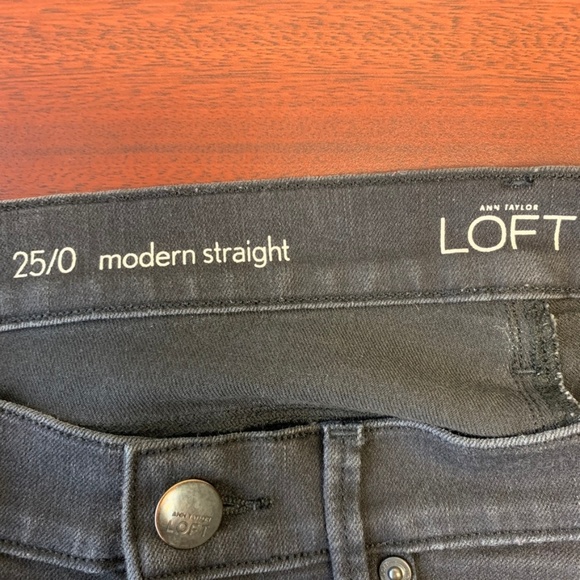 ANN TAYLOR
25/0 modern straight LOFT
ANN TAYLOR
LOFT